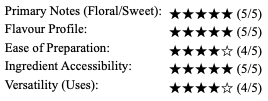 Primary Notes (Floral/Sweet): ★★★★★ (5/5)
Flavour Profile: ★★★★★ (5/5)
Ease of Preparation: ★★★★☆ (4/5)
Ingredient Accessibility: ★★★★★ (5/5)
Versatility (Uses): ★★★★☆ (4/5)